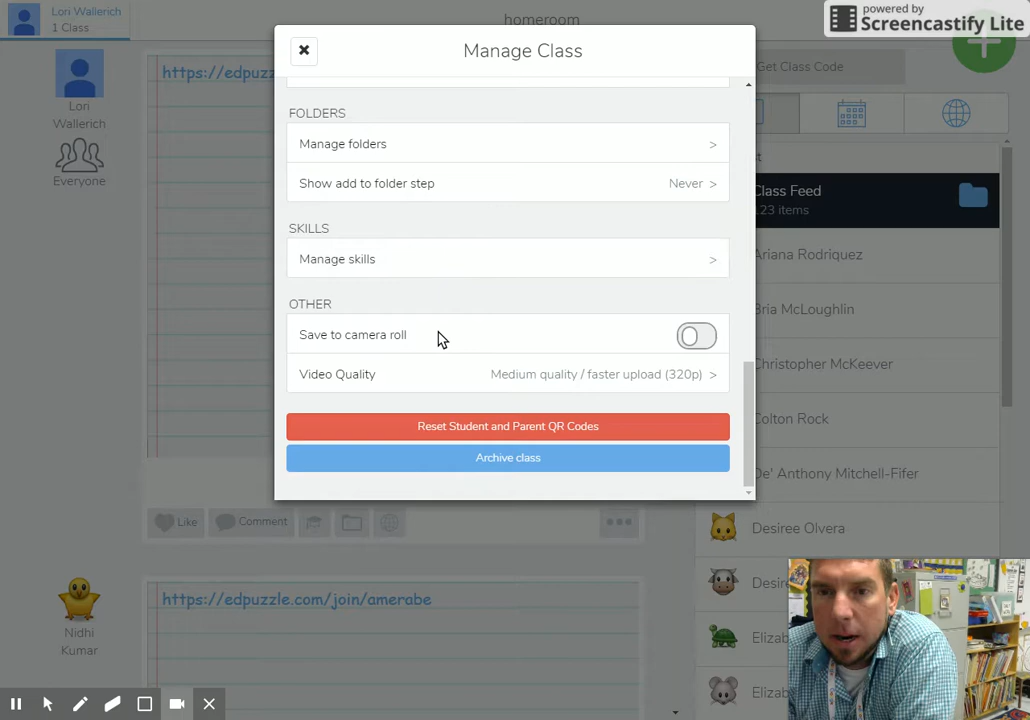 Lori Wallerich
1 Class
homeroom
powered by
Screencastify Lite
Manage Class
https://edpuzz
Get Class Code
Lori
Wallerich
Everyone
FOLDERS
Manage folders >
Show add to folder step Never >
SKILLS
Manage skills >
OTHER
Save to camera roll
Video Quality Medium quality / faster upload (320p) >
Reset Student and Parent QR Codes
Archive class
Class Feed
123 items
Ariana Rodriquez
Bria McLoughlin
Christopher McKeever
Colton Rock
De' Anthony Mitchell-Fifer
Desiree Olvera
Like
Comment
https://edpuzzle.com/join/amerabe
Nidhi
Kumar